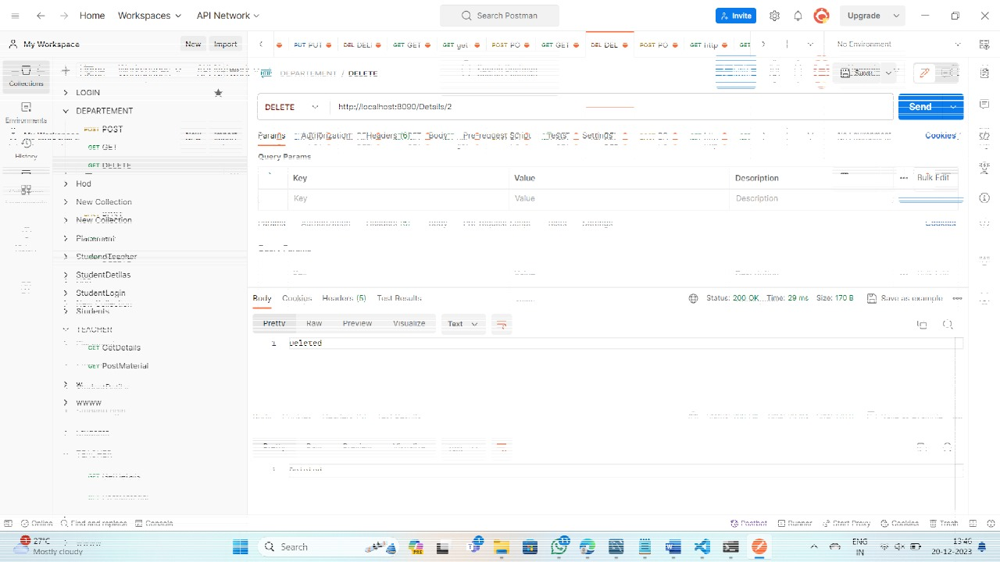 Home Workspaces API Network Search Postman Invite Upgrade
My Workspace New Import PUT PUT DEL DEL GET GET GET get POST PO GET GET DEL DEL POST PO GET http GET No Environment
Collections DEPARTEMENT / DELETE Save
LOGIN
DEPARTEMENT DELETE http://localhost:8090/Details/2 Send
Environments
POST POST
History
GET GET
GET DELETE
Params Authorization Headers (6) Body Pre-request Script Tests Settings Cookies
Query Params
Key Value Description Bulk Edit
Key Value Description
Hod
New Collection
New Collection
Placement
StudendTeacher
StudentDetilas
StudentLogin
Students
TEACHER
GET GetDetails
GET PostMaterial
WWWW
Body Cookies Headers (5) Test Results Status: 200 OK Time: 29 ms Size: 170 B Save as example
Pretty Raw Preview Visualize Text
1 Deleted
Online Find and replace Console Postbot Runner Start Proxy Cookies Trash
27°C
Mostly cloudy
Search
ENG
IN
13:46
20-12-2023